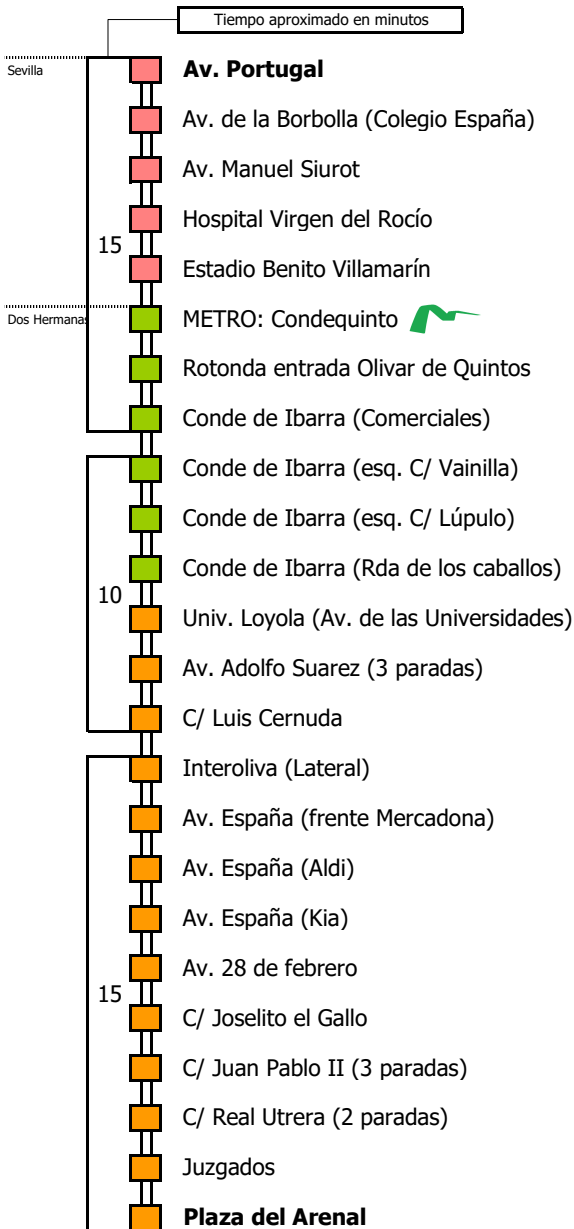 Tiempo aproximado en minutos
Sevilla
Av. Portugal
Av. de la Borbolla (Colegio España)
Av. Manuel Siurot
Hospital Virgen del Rocío
15
Estadio Benito Villamarín
Dos Hermanas
METRO: Condequinto
Rotonda entrada Olivar de Quintos
Conde de Ibarra (Comerciales)
Conde de Ibarra (esq. C/ Vainilla)
Conde de Ibarra (esq. C/ Lúpulo)
Conde de Ibarra (Rda de los caballos)
10
Univ. Loyola (Av. de las Universidades)
Av. Adolfo Suarez (3 paradas)
C/ Luis Cernuda
Interoliva (Lateral)
Av. España (frente Mercadona)
Av. España (Aldi)
Av. España (Kia)
Av. 28 de febrero
15
C/ Joselito el Gallo
C/ Juan Pablo II (3 paradas)
C/ Real Utrera (2 paradas)
Juzgados
Plaza del Arenal